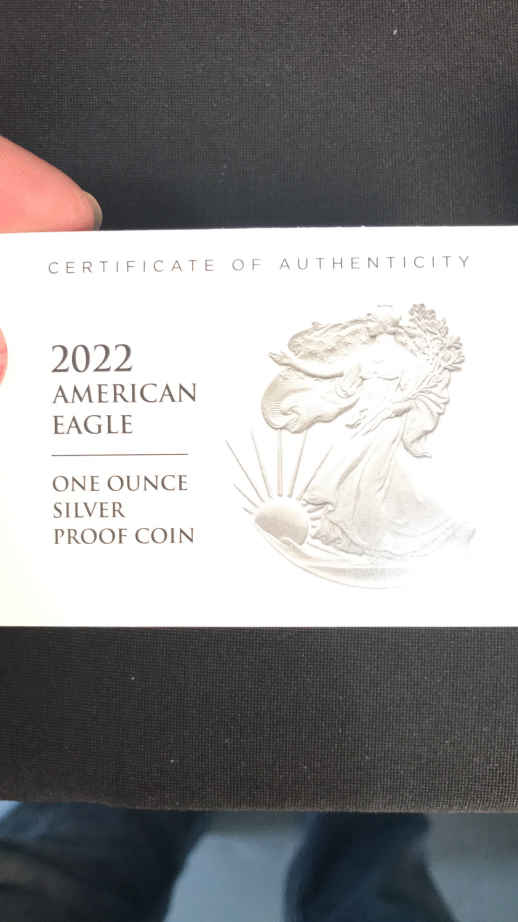 CERTIFICATE OF AUTHENTICITY
2022
AMERICAN
EAGLE
ONE OUNCE
SILVER
PROOF COIN